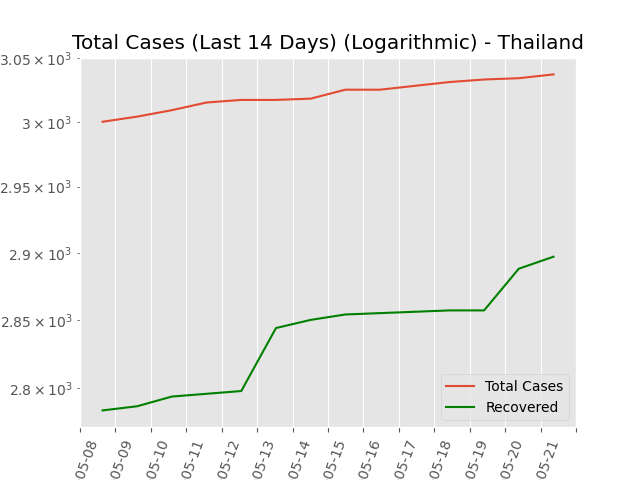 Total Cases (Last 14 Days) (Logarithmic) - Thailand
3.05 × 10³
3 × 10³
2.95 × 10³
2.9 × 10³
2.85 × 10³
2.8 × 10³
Total Cases
Recovered
05-08
05-09
05-10
05-11
05-12
05-13
05-14
05-15
05-16
05-17
05-18
05-19
05-20
05-21